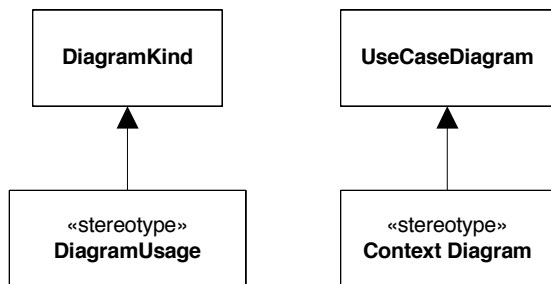 DiagramKind
UseCaseDiagram
«stereotype»
DiagramUsage
«stereotype»
Context Diagram